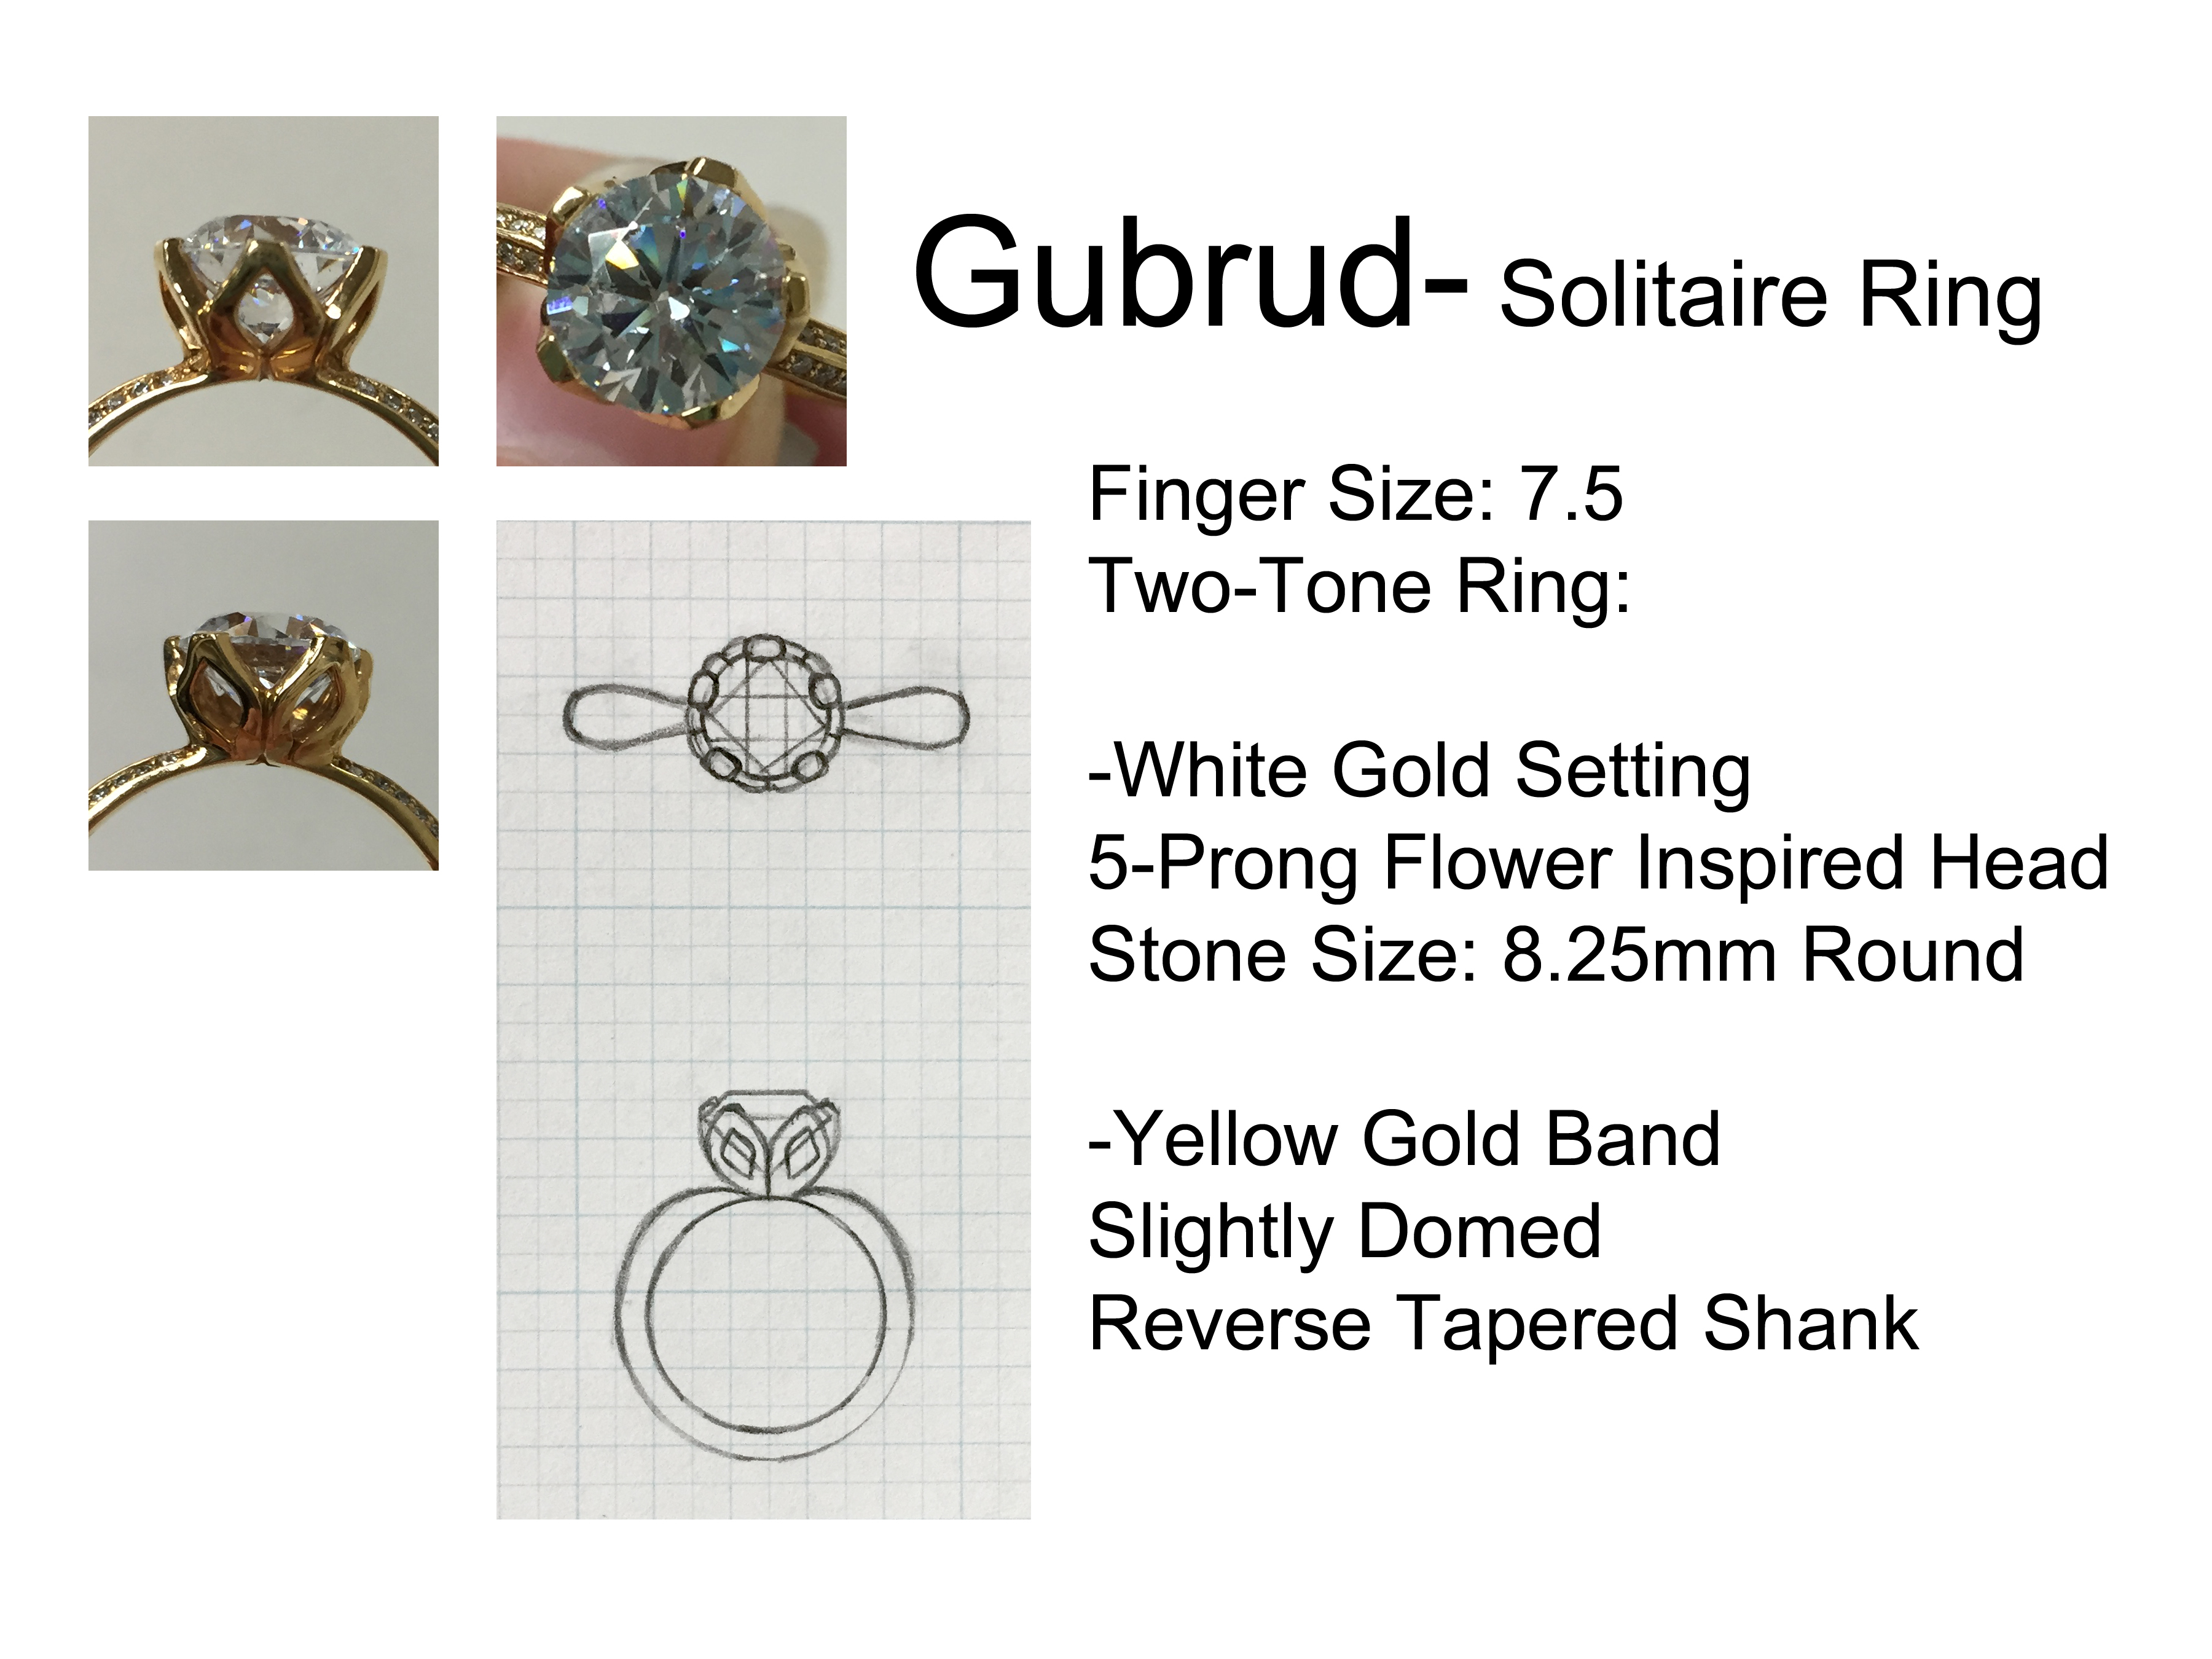 Gubrud- Solitaire Ring
Finger Size: 7.5
Two-Tone Ring:
-White Gold Setting
5-Prong Flower Inspired Head
Stone Size: 8.25mm Round
-Yellow Gold Band
Slightly Domed
Reverse Tapered Shank